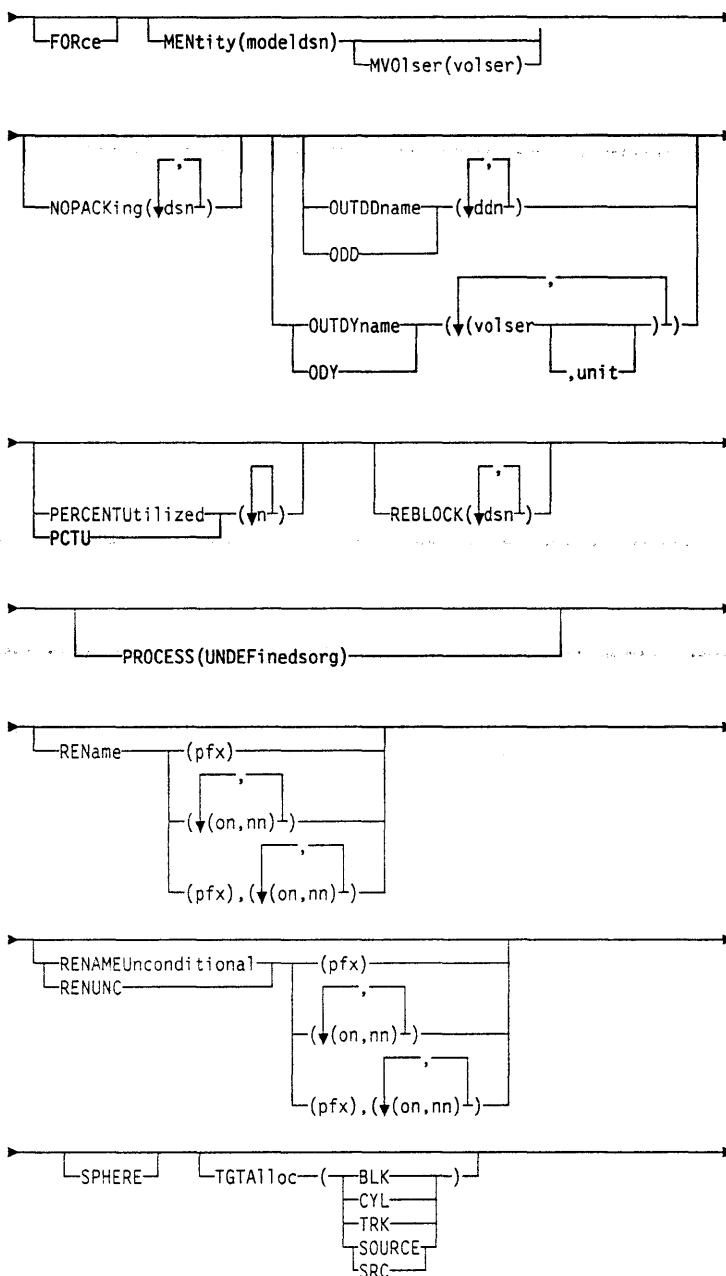 FORce MENtity(modeldsn)
MVOlser(volser)
,
,
NOPACKing(dsn) OUTDDname (ddn)
ODD
,
OUTDYname ((volser ) )
ODY ,unit
,
PERCENTUtilized (n) REBLOCK(dsn)
PCTU
PROCESS(UNDEFinedsorg)
REName (pfx)
,
((on,nn) )
,
(pfx),((on,nn) )
RENAMEUnconditional (pfx)
RENUNC
,
((on,nn) )
,
(pfx),((on,nn) )
SPHERE TGTAlloc ( BLK )
CYL
TRK
SOURCE
SRC